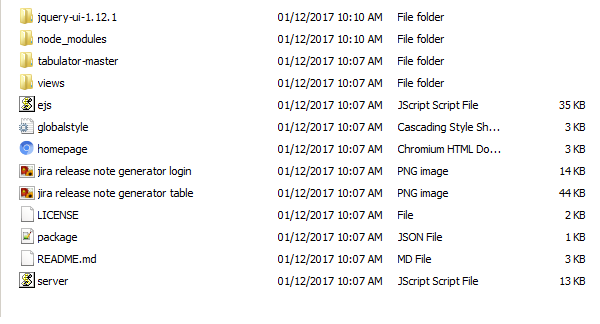 jquery-ui-1.12.1 01/12/2017 10:10 AM File folder
node_modules 01/12/2017 10:10 AM File folder
tabulator-master 01/12/2017 10:07 AM File folder
views 01/12/2017 10:07 AM File folder
ejs 01/12/2017 10:07 AM JScript Script File 35 KB
globalstyle 01/12/2017 10:07 AM Cascading Style Sh... 3 KB
homepage 01/12/2017 10:07 AM Chromium HTML Do... 3 KB
jira release note generator login 01/12/2017 10:07 AM PNG image 14 KB
jira release note generator table 01/12/2017 10:07 AM PNG image 44 KB
LICENSE 01/12/2017 10:07 AM File 2 KB
package 01/12/2017 10:07 AM JSON File 1 KB
README.md 01/12/2017 10:07 AM MD File 3 KB
server 01/12/2017 10:07 AM JScript Script File 13 KB